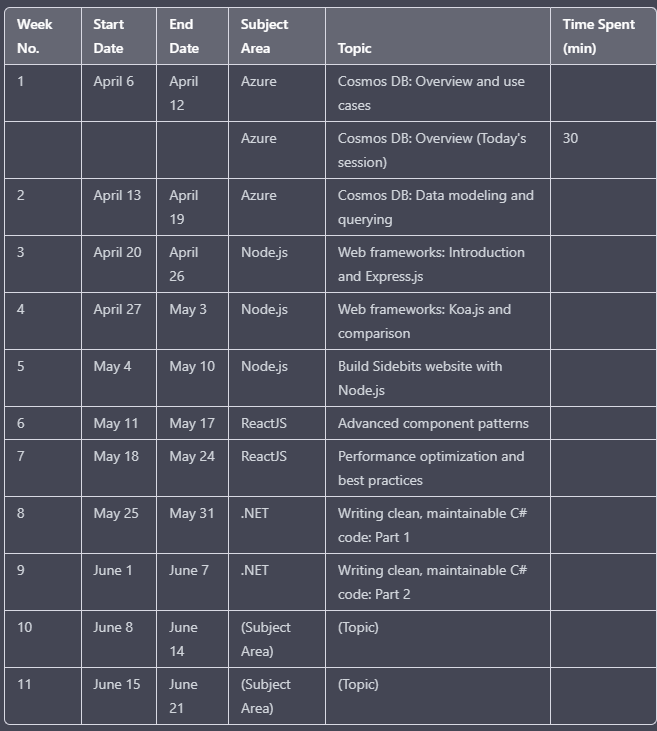 Week No. Start Date End Date Subject Area Topic Time Spent (min)
1 April 6 April 12 Azure Cosmos DB: Overview and use cases
Azure Cosmos DB: Overview (Today's session) 30
2 April 13 April 19 Azure Cosmos DB: Data modeling and querying
3 April 20 April 26 Node.js Web frameworks: Introduction and Express.js
4 April 27 May 3 Node.js Web frameworks: Koa.js and comparison
5 May 4 May 10 Node.js Build Sidebits website with Node.js
6 May 11 May 17 ReactJS Advanced component patterns
7 May 18 May 24 ReactJS Performance optimization and best practices
8 May 25 May 31 .NET Writing clean, maintainable C# code: Part 1
9 June 1 June 7 .NET Writing clean, maintainable C# code: Part 2
10 June 8 June 14 (Subject Area) (Topic)
11 June 15 June 21 (Subject Area) (Topic)